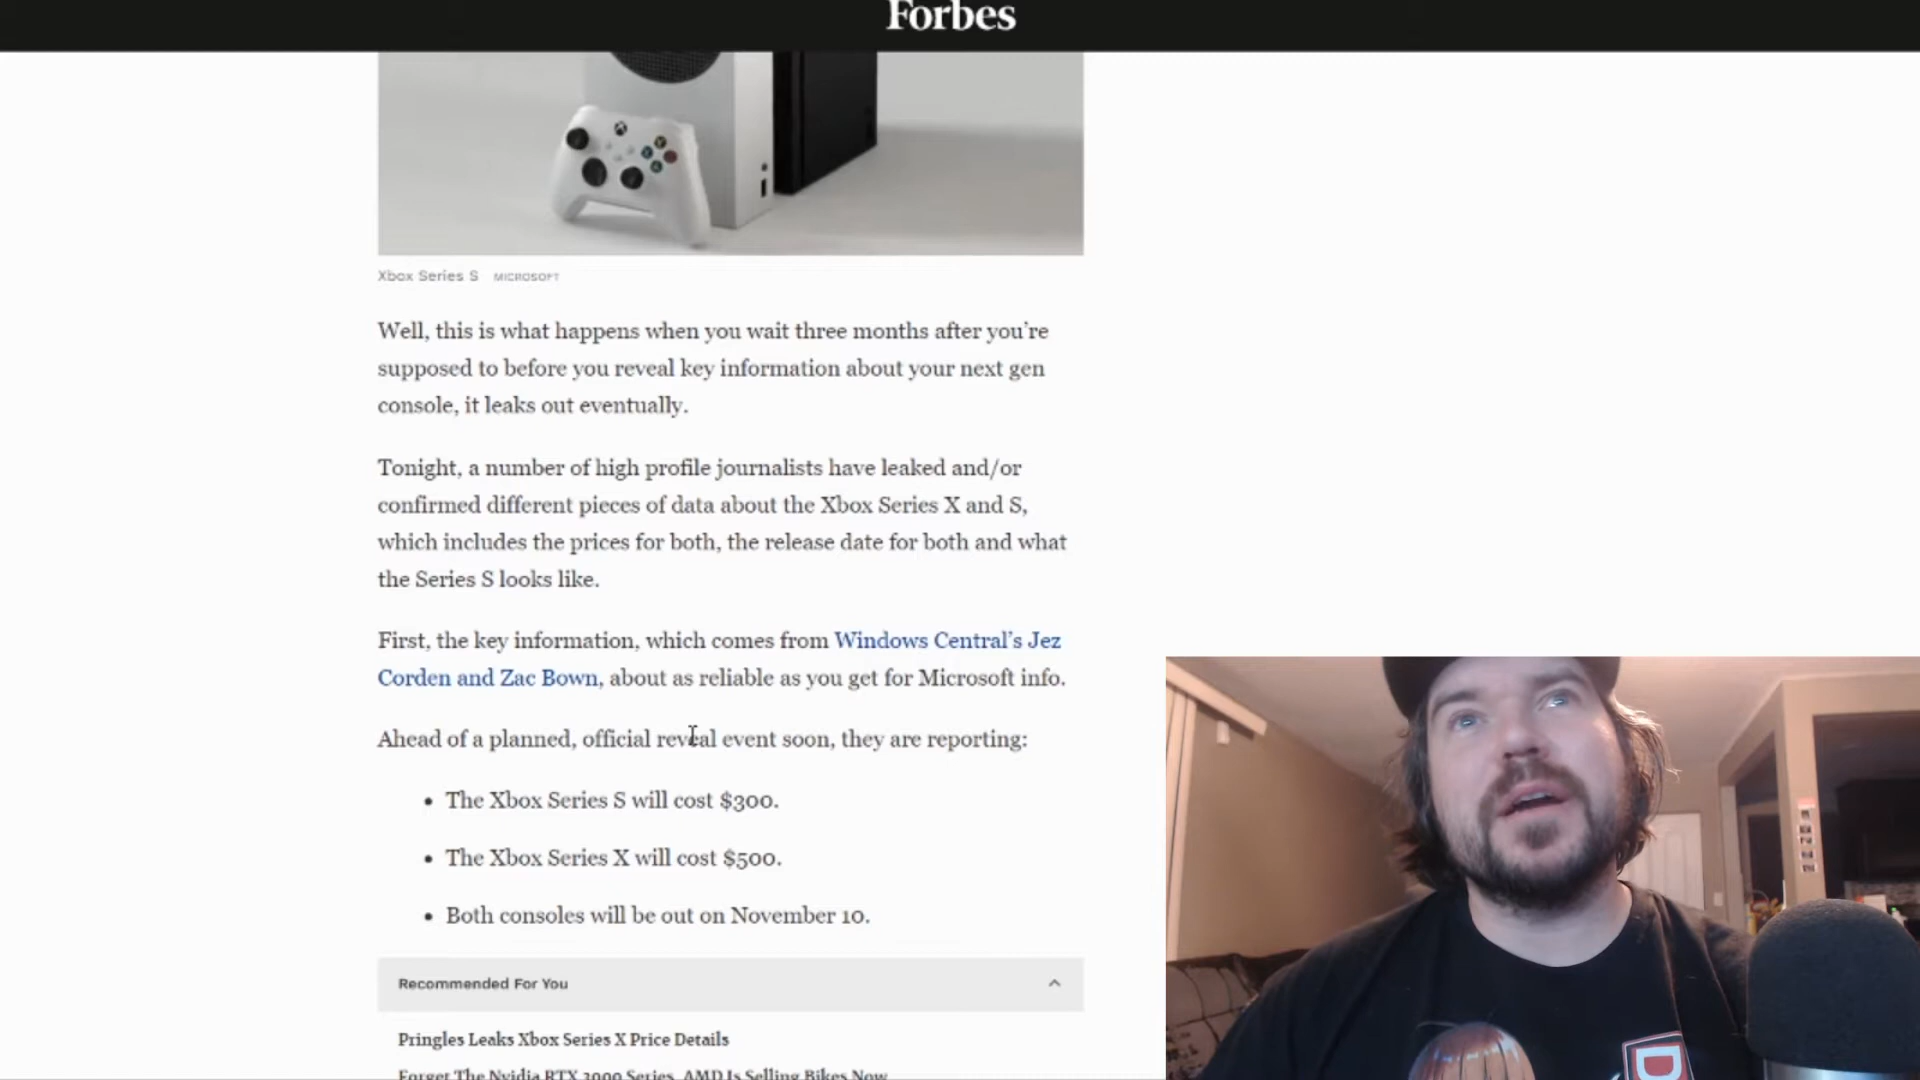 Forbes
Xbox Series S MICROSOFT
Well, this is what happens when you wait three months after you’re
supposed to before you reveal key information about your next gen
console, it leaks out eventually.
Tonight, a number of high profile journalists have leaked and/or
confirmed different pieces of data about the Xbox Series X and S,
which includes the prices for both, the release date for both and what
the Series S looks like.
First, the key information, which comes from Windows Central’s Jez
Corden and Zac Bown, about as reliable as you get for Microsoft info.
Ahead of a planned, official reveal event soon, they are reporting:
• The Xbox Series S will cost $300.
• The Xbox Series X will cost $500.
• Both consoles will be out on November 10.
Recommended For You
Pringles Leaks Xbox Series X Price Details
Forget The Nvidia RTX 3000 Series, AMD Is Selling Bikes Now